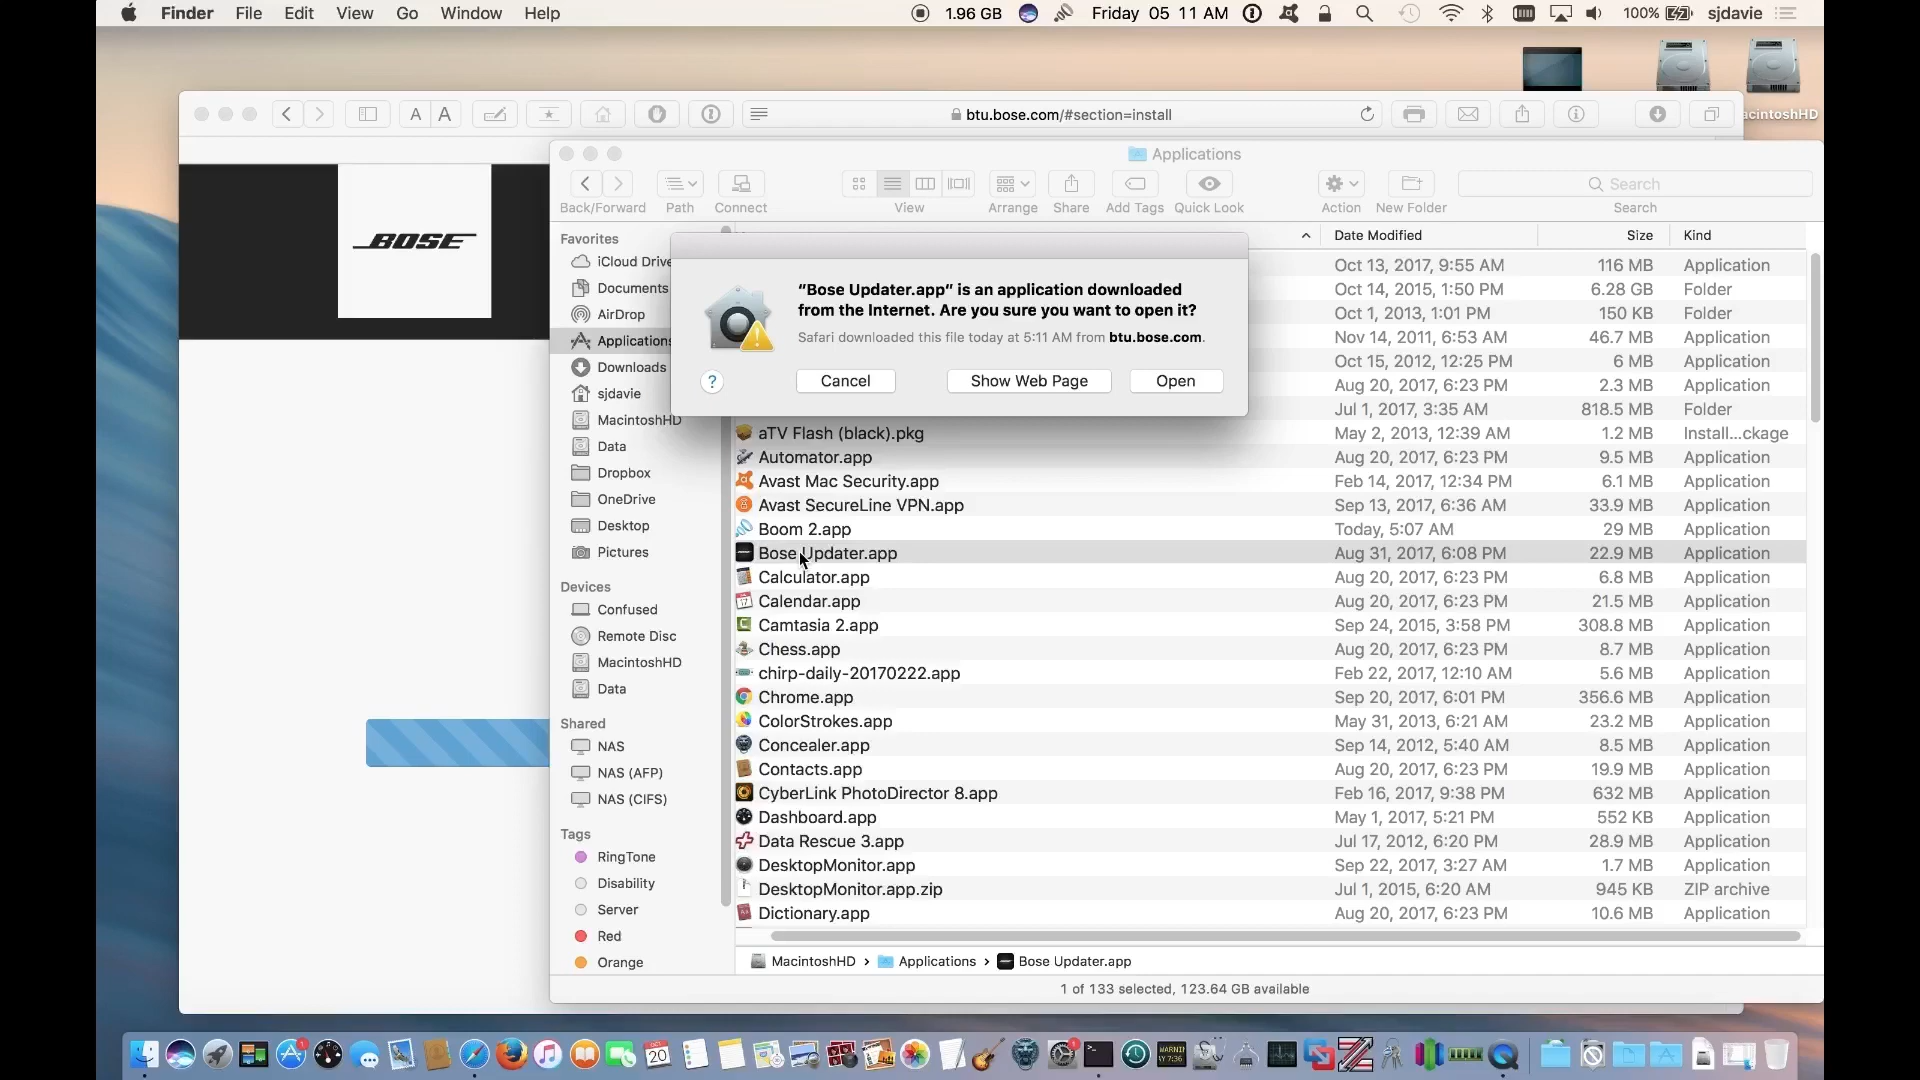 Finder File Edit View Go Window Help 1.96 GB Friday 05 11 AM 100% sjdavie
btu.bose.com/#section=install
acintoshHD
BOSE
Applications
Search
Back/Forward Path Connect View Arrange Share Add Tags Quick Look Action New Folder Search
Favorites
iCloud Drive
Documents
AirDrop
Applications
Downloads
sjdavie
MacintoshHD
Data
Dropbox
OneDrive
Desktop
Pictures
Devices
Confused
Remote Disc
MacintoshHD
Data
Shared
NAS
NAS (AFP)
NAS (CIFS)
Tags
RingTone
Disability
Server
Red
Orange
“Bose Updater.app” is an application downloaded
from the Internet. Are you sure you want to open it?
Safari downloaded this file today at 5:11 AM from btu.bose.com.
? Cancel Show Web Page Open
Date Modified Size Kind
Oct 13, 2017, 9:55 AM 116 MB Application
Oct 14, 2015, 1:50 PM 6.28 GB Folder
Oct 1, 2013, 1:01 PM 150 KB Folder
Nov 14, 2011, 6:53 AM 46.7 MB Application
Oct 15, 2012, 12:25 PM 6 MB Application
Aug 20, 2017, 6:23 PM 2.3 MB Application
Jul 1, 2017, 3:35 AM 818.5 MB Folder
aTV Flash (black).pkg May 2, 2013, 12:39 AM 1.2 MB Install...ckage
Automator.app Aug 20, 2017, 6:23 PM 9.5 MB Application
Avast Mac Security.app Feb 14, 2017, 12:34 PM 6.1 MB Application
Avast SecureLine VPN.app Sep 13, 2017, 6:36 AM 33.9 MB Application
Boom 2.app Today, 5:07 AM 29 MB Application
Bose Updater.app Aug 31, 2017, 6:08 PM 22.9 MB Application
Calculator.app Aug 20, 2017, 6:23 PM 6.8 MB Application
Calendar.app Aug 20, 2017, 6:23 PM 21.5 MB Application
Camtasia 2.app Sep 24, 2015, 3:58 PM 308.8 MB Application
Chess.app Aug 20, 2017, 6:23 PM 8.7 MB Application
chirp-daily-20170222.app Feb 22, 2017, 12:10 AM 5.6 MB Application
Chrome.app Sep 20, 2017, 6:01 PM 356.6 MB Application
ColorStrokes.app May 31, 2013, 6:21 AM 23.2 MB Application
Concealer.app Sep 14, 2012, 5:40 AM 8.5 MB Application
Contacts.app Aug 20, 2017, 6:23 PM 19.9 MB Application
CyberLink PhotoDirector 8.app Feb 16, 2017, 9:38 PM 632 MB Application
Dashboard.app May 1, 2017, 5:21 PM 552 KB Application
Data Rescue 3.app Jul 17, 2012, 6:20 PM 28.9 MB Application
DesktopMonitor.app Sep 22, 2017, 3:27 AM 1.7 MB Application
DesktopMonitor.app.zip Jul 1, 2015, 6:20 AM 945 KB ZIP archive
Dictionary.app Aug 20, 2017, 6:23 PM 10.6 MB Application
MacintoshHD › Applications › Bose Updater.app
1 of 133 selected, 123.64 GB available